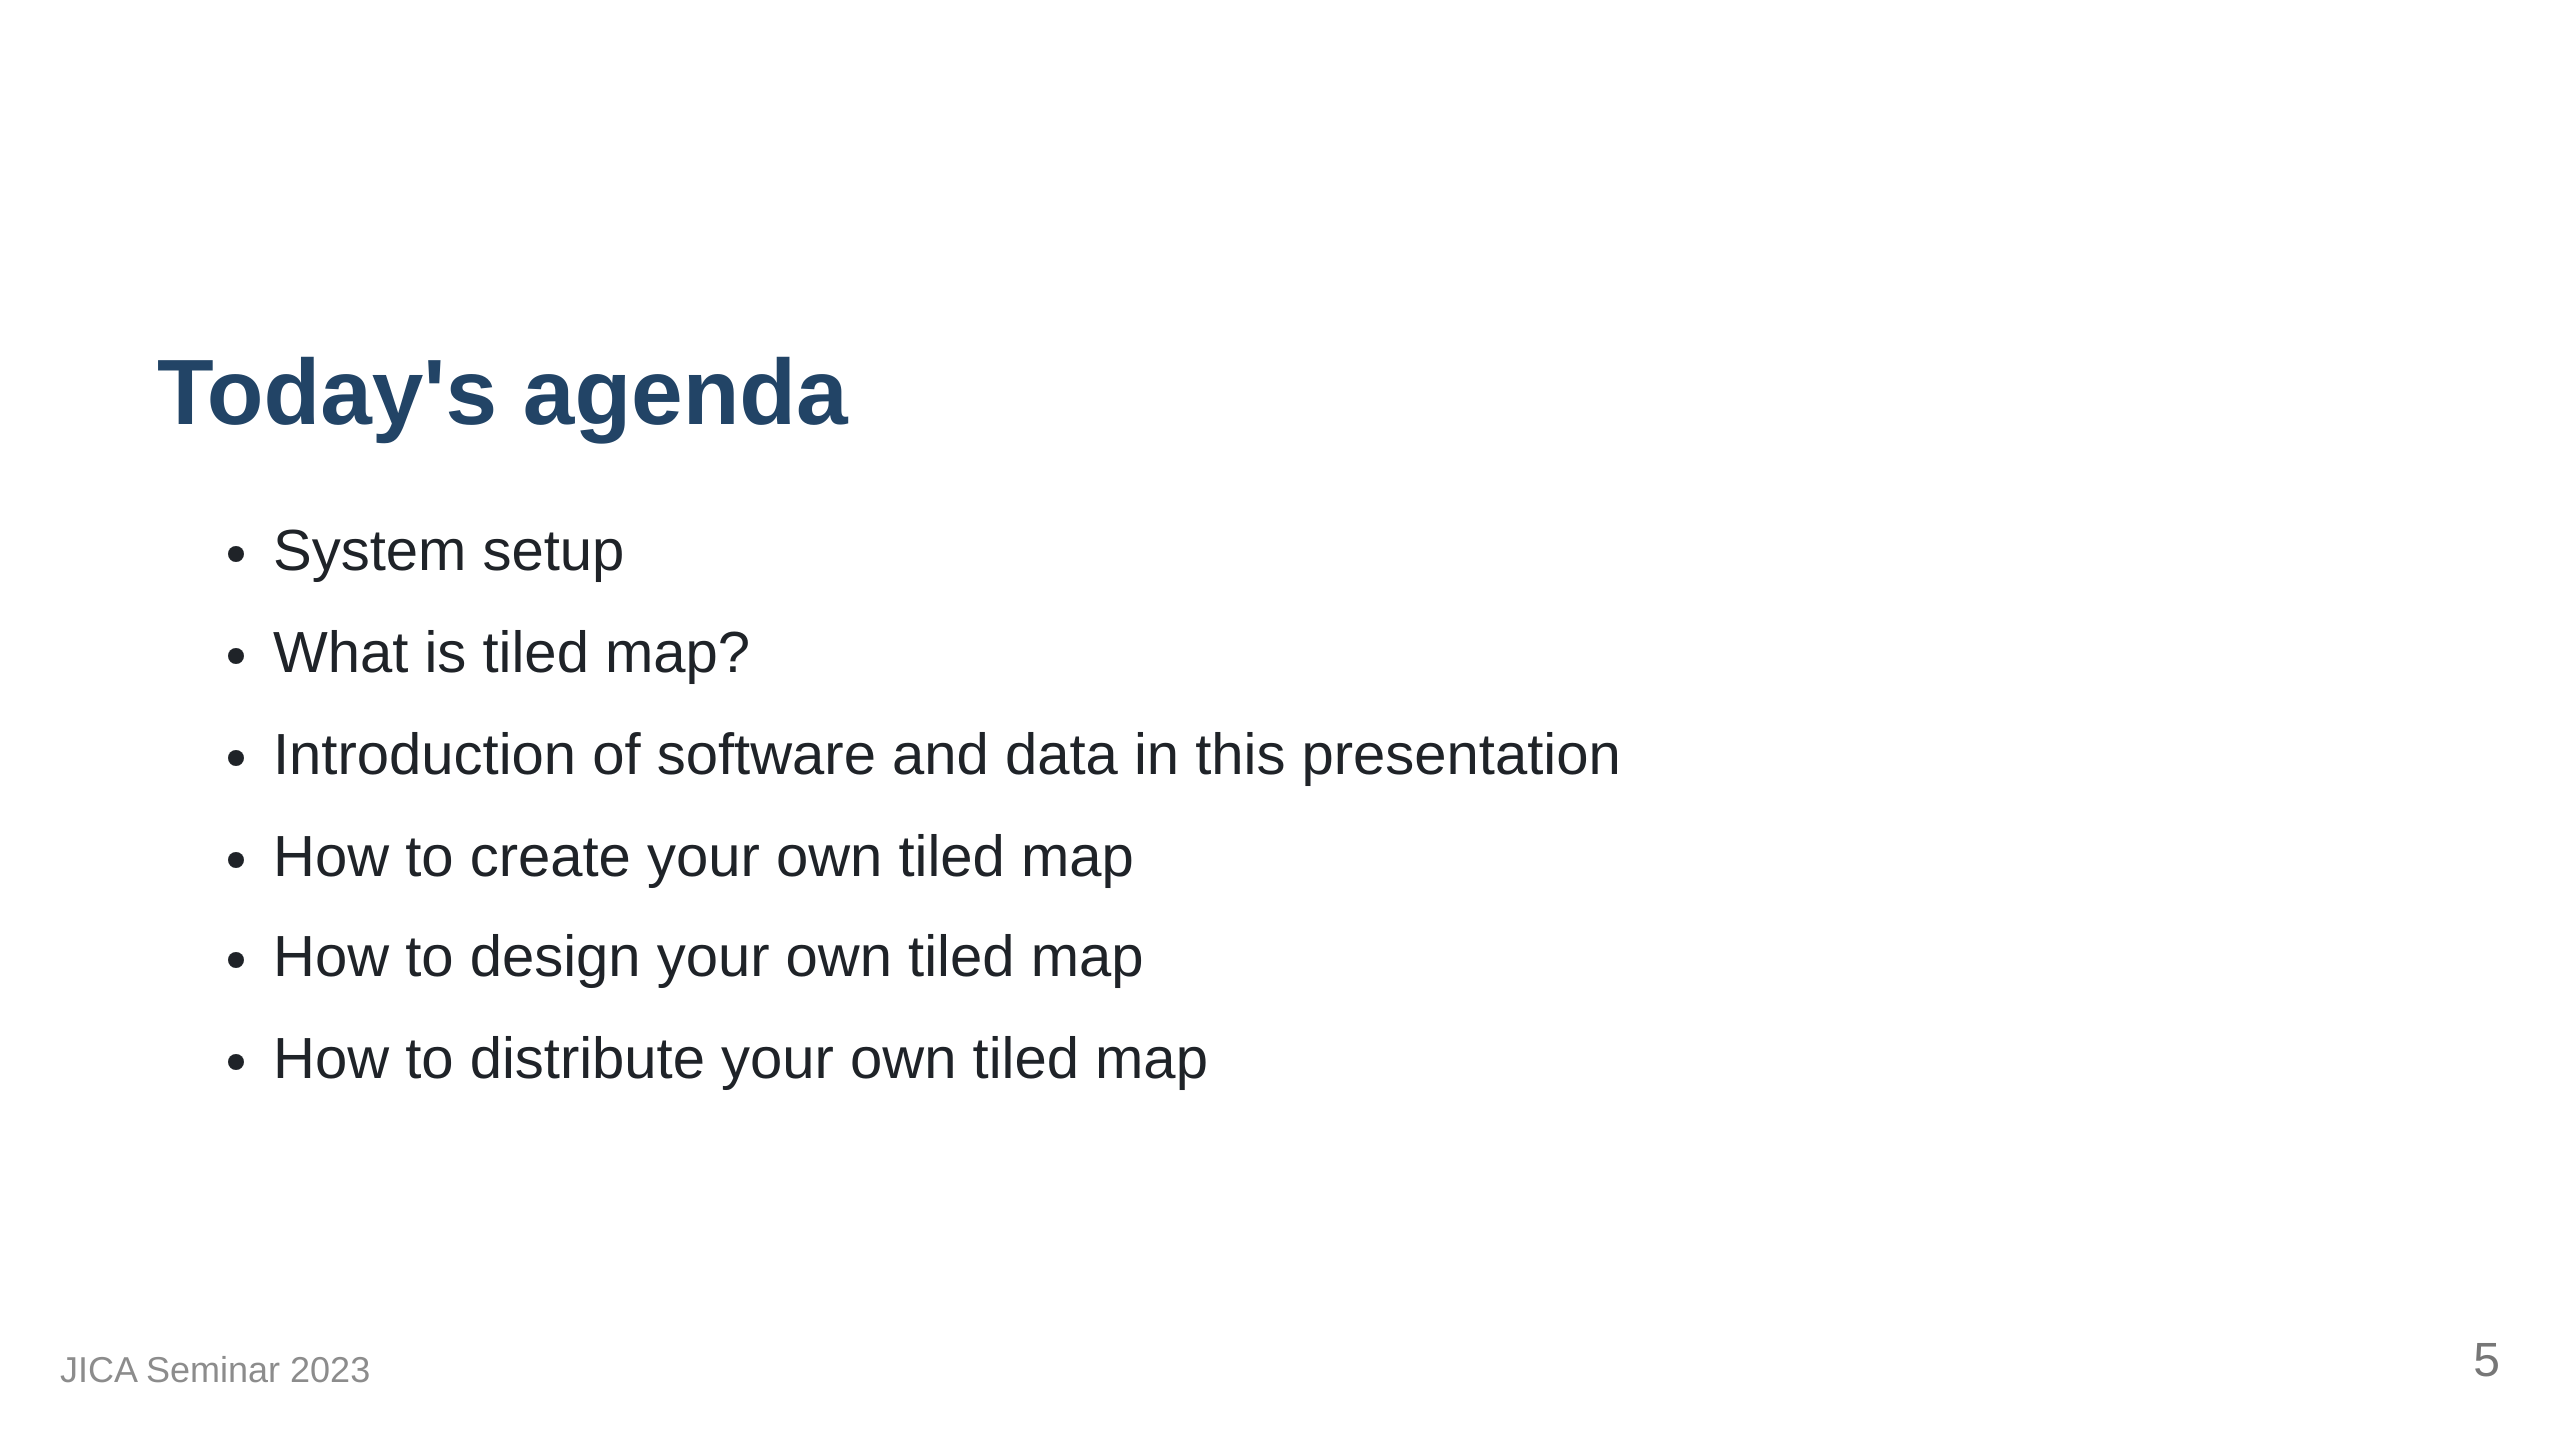 Today's agenda
• System setup
• What is tiled map?
• Introduction of software and data in this presentation
• How to create your own tiled map
• How to design your own tiled map
• How to distribute your own tiled map
JICA Seminar 2023
5